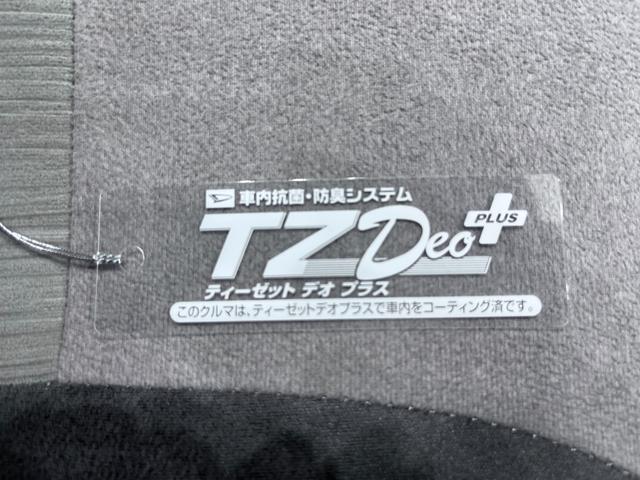 車内抗菌・防臭システム
TZ Deo PLUS
ティーゼット デオ プラス
このクルマは、ティーゼットデオプラスで車内をコーティング済です。